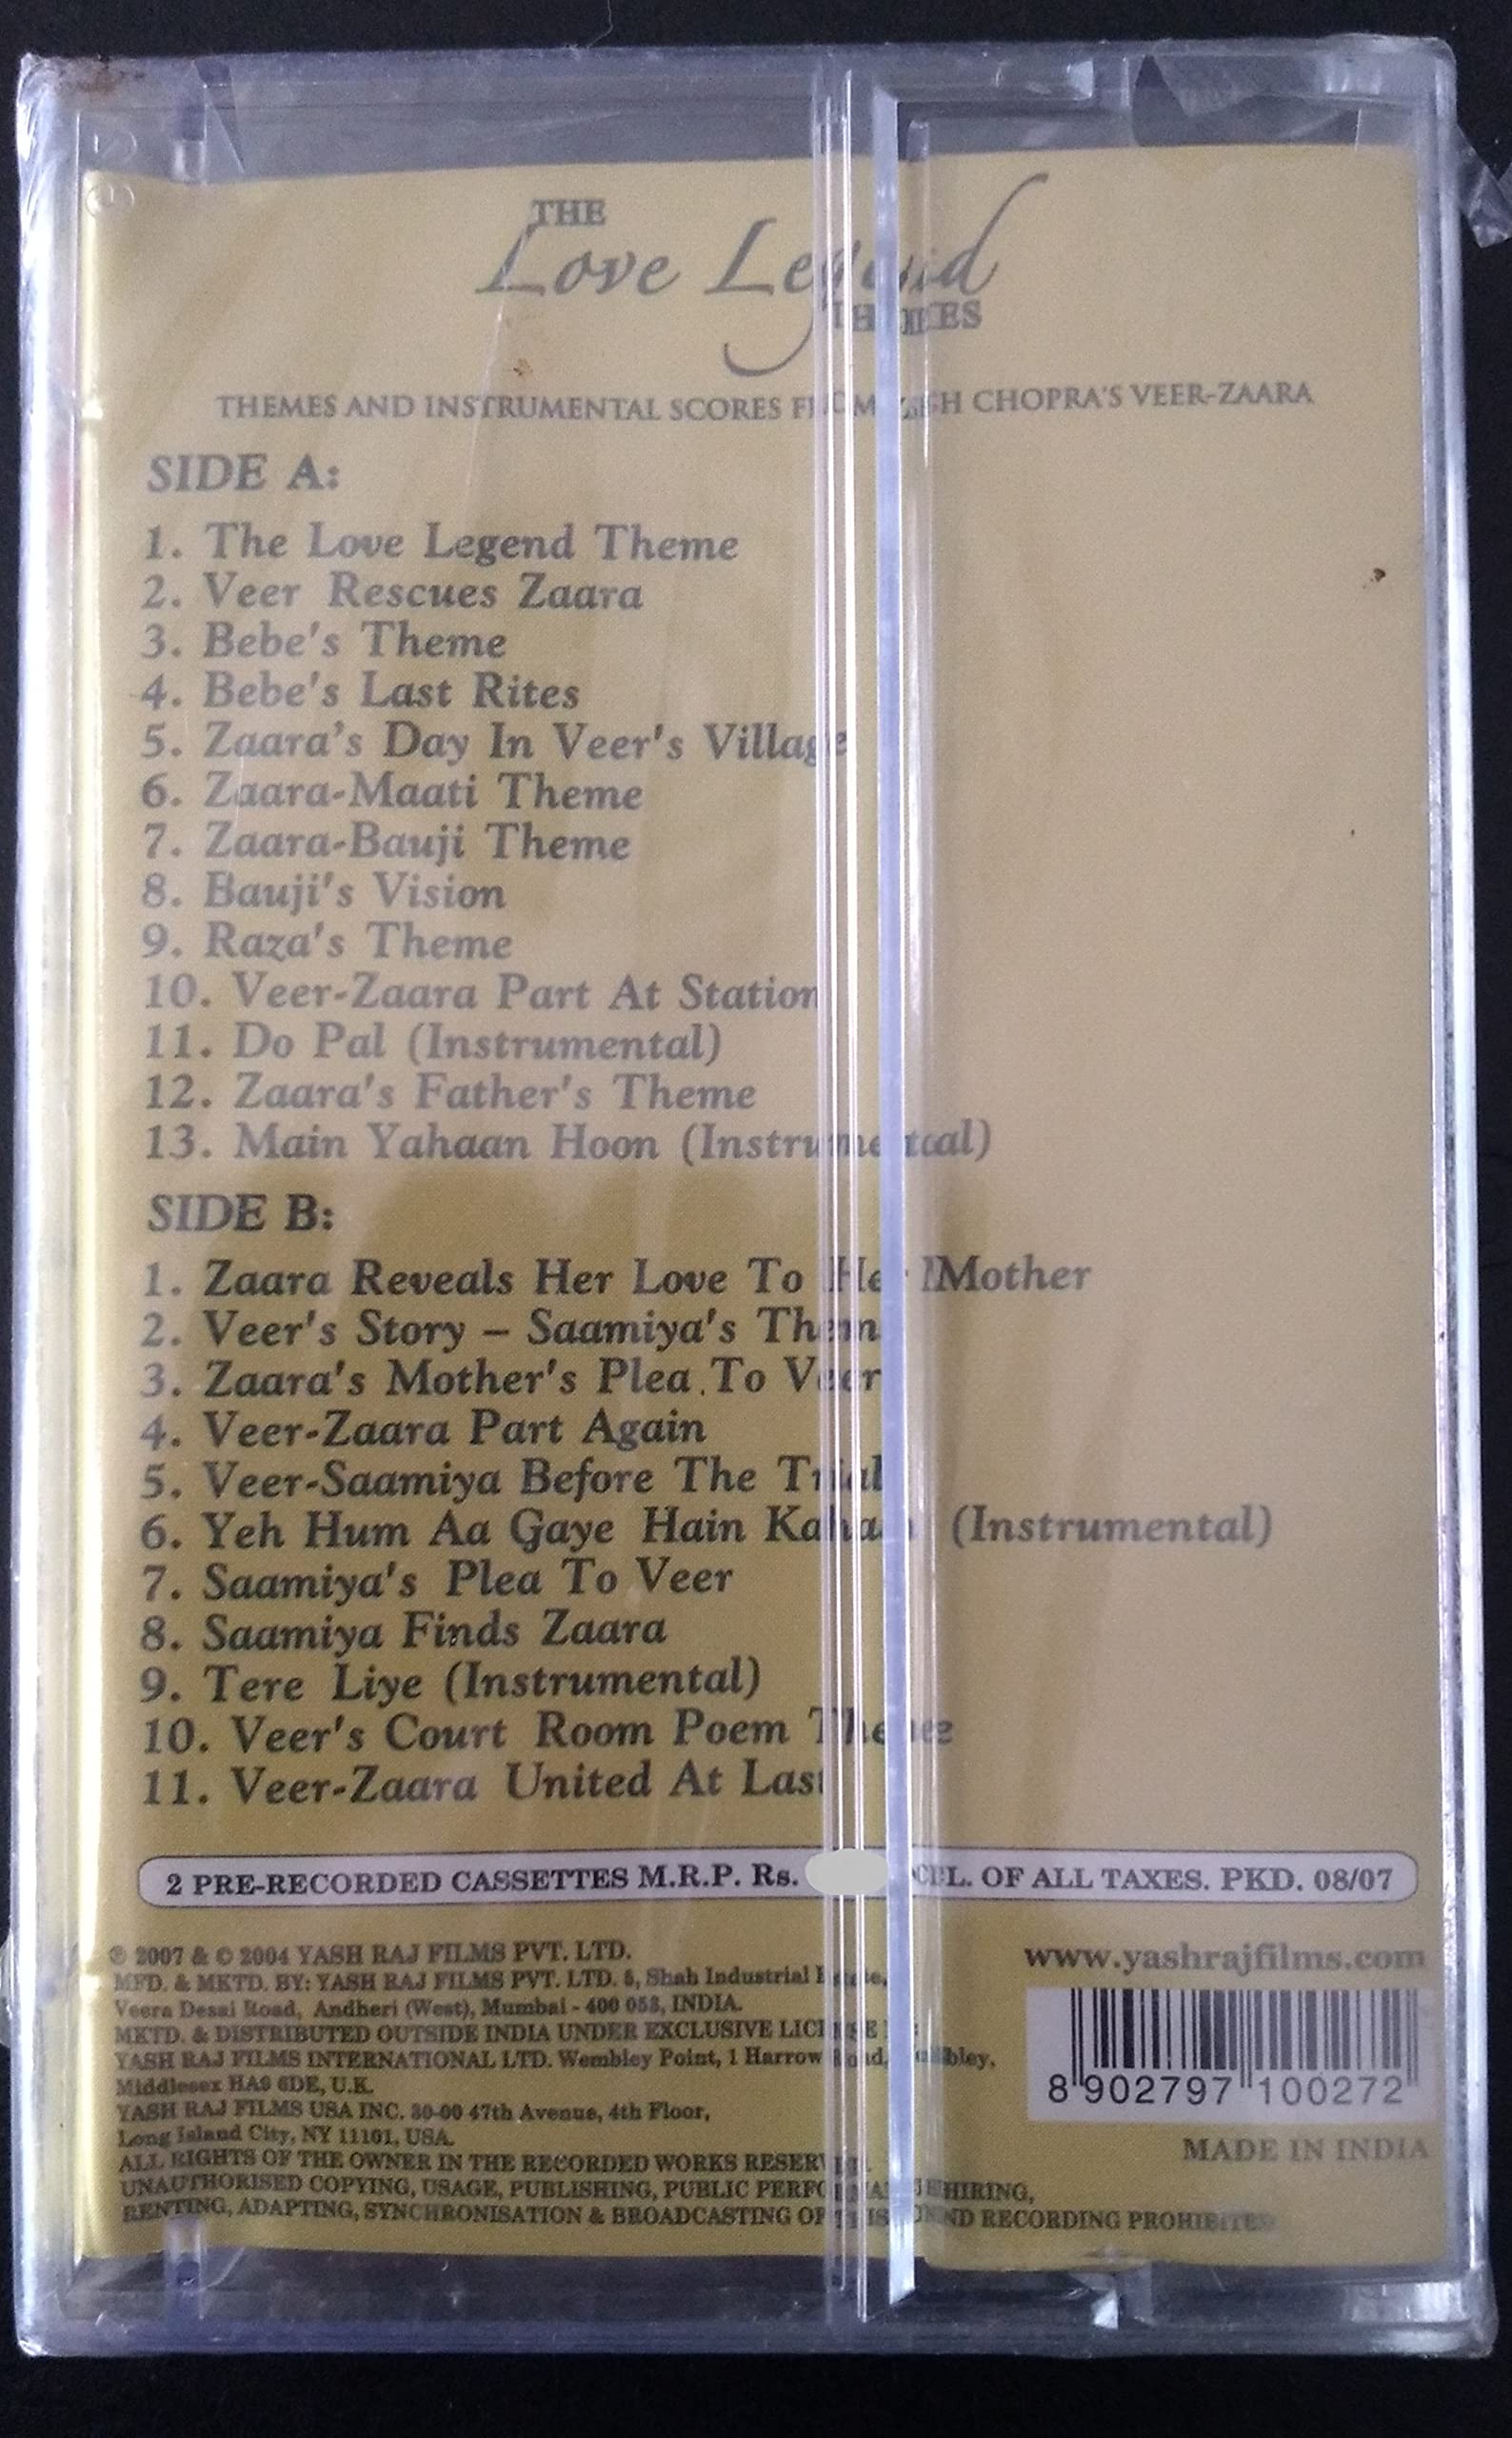 THE
Love Legend
THEMES
THEMES AND INSTRUMENTAL SCORES FROM YASH CHOPRA'S VEER-ZAARA
SIDE A:
1. The Love Legend Theme
2. Veer Rescues Zaara
3. Bebe's Theme
4. Bebe's Last Rites
5. Zaara's Day In Veer's Village
6. Zaara-Maati Theme
7. Zaara-Bauji Theme
8. Bauji's Vision
9. Raza's Theme
10. Veer-Zaara Part At Station
11. Do Pal (Instrumental)
12. Zaara's Father's Theme
13. Main Yahaan Hoon (Instrumental)
SIDE B:
1. Zaara Reveals Her Love To Her Mother
2. Veer's Story – Saamiya's Theme
3. Zaara's Mother's Plea To Veer
4. Veer-Zaara Part Again
5. Veer-Saamiya Before The Trial
6. Yeh Hum Aa Gaye Hain Kahaan (Instrumental)
7. Saamiya's Plea To Veer
8. Saamiya Finds Zaara
9. Tere Liye (Instrumental)
10. Veer's Court Room Poem Theme
11. Veer-Zaara United At Last
2 PRE-RECORDED CASSETTES M.R.P. Rs. OF ALL TAXES. PKD. 08/07
℗ 2007 & © 2004 YASH RAJ FILMS PVT. LTD.
MFD. & MKTD. BY: YASH RAJ FILMS PVT. LTD. 5, Shah Industrial Estate,
Veera Desai Road, Andheri (West), Mumbai - 400 053, INDIA.
MKTD. & DISTRIBUTED OUTSIDE INDIA UNDER EXCLUSIVE LICENSE BY:
YASH RAJ FILMS INTERNATIONAL LTD. Wembley Point, 1 Harrow Road, Wembley,
Middlesex HA9 6DE, U.K.
YASH RAJ FILMS USA INC. 30-00 47th Avenue, 4th Floor,
Long Island City, NY 11101, USA.
ALL RIGHTS OF THE OWNER IN THE RECORDED WORKS RESERVED.
UNAUTHORISED COPYING, USAGE, PUBLISHING, PUBLIC PERFORMANCE HIRING,
RENTING, ADAPTING, SYNCHRONISATION & BROADCASTING OF THIS SOUND RECORDING PROHIBITED
www.yashrajfilms.com
8 902797 100272
MADE IN INDIA